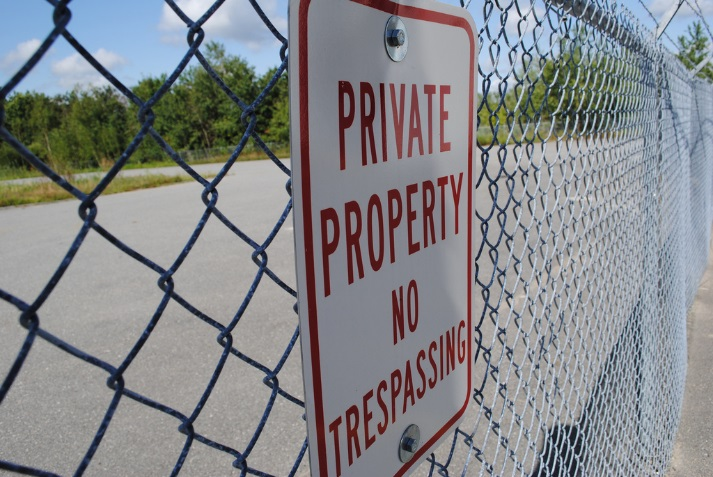 PRIVATE
PROPERTY
NO
TRESPASSING